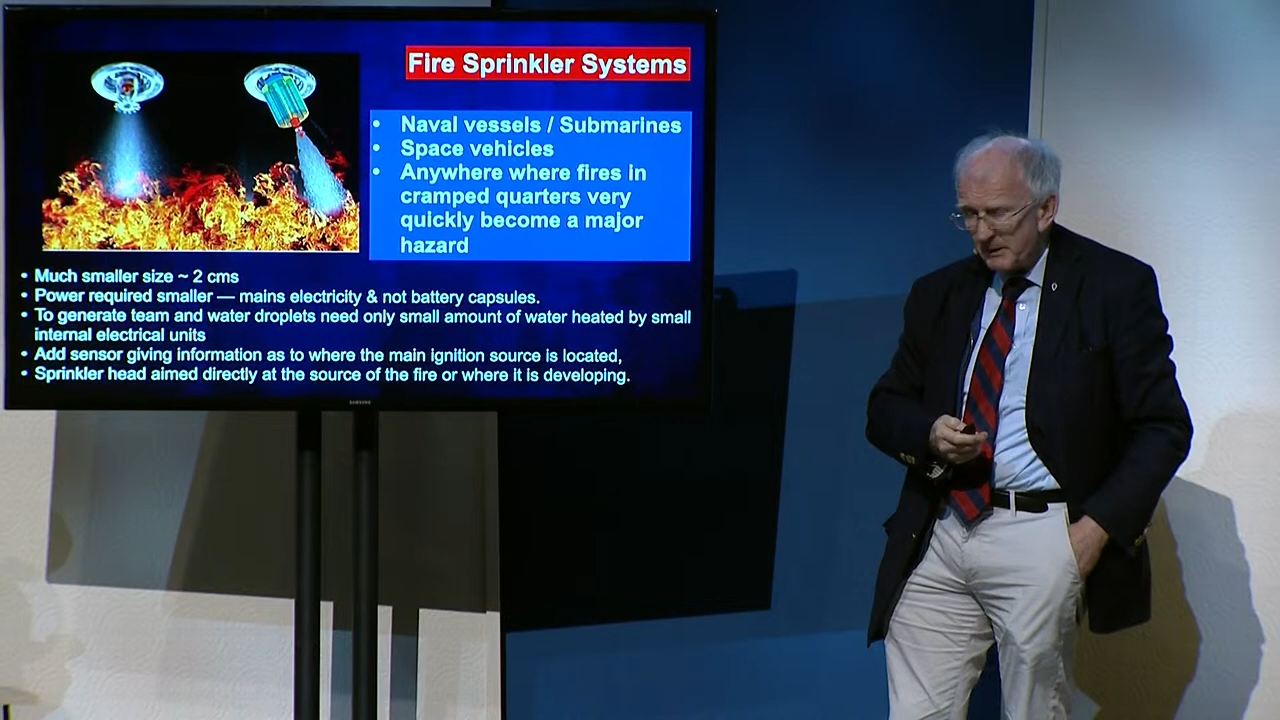 Fire Sprinkler Systems
• Naval vessels / Submarines
• Space vehicles
• Anywhere where fires in
cramped quarters very
quickly become a major
hazard
• Much smaller size ~ 2 cms
• Power required smaller — mains electricity & not battery capsules.
• To generate team and water droplets need only small amount of water heated by small
internal electrical units
• Add sensor giving information as to where the main ignition source is located,
• Sprinkler head aimed directly at the source of the fire or where it is developing.
SAMSUNG